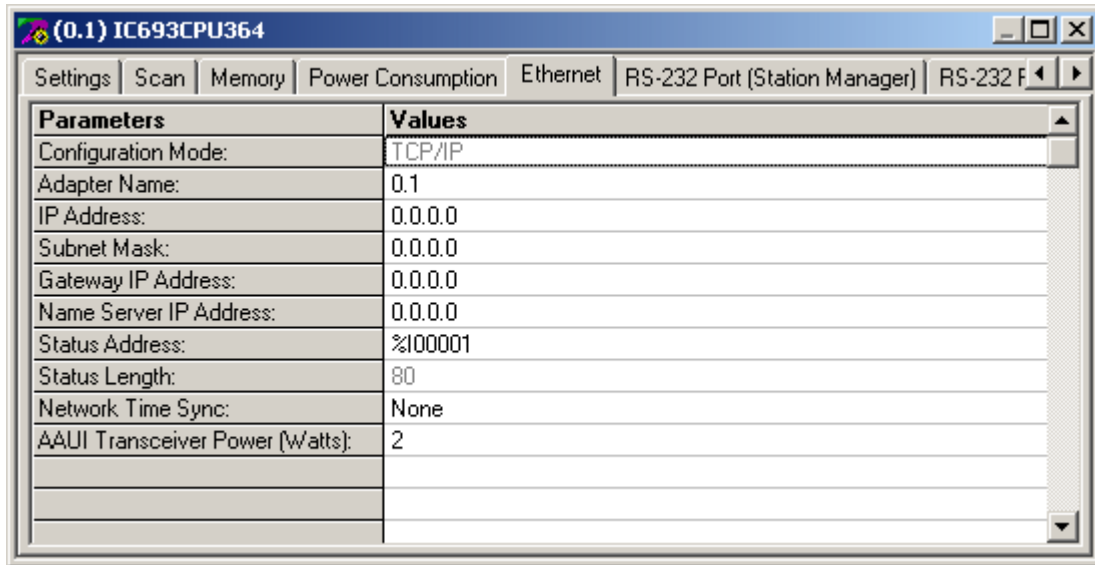 (0.1) IC693CPU364
Settings Scan Memory Power Consumption Ethernet RS-232 Port (Station Manager) RS-232
Parameters Values
Configuration Mode: TCP/IP
Adapter Name: 0.1
IP Address: 0.0.0.0
Subnet Mask: 0.0.0.0
Gateway IP Address: 0.0.0.0
Name Server IP Address: 0.0.0.0
Status Address: %I00001
Status Length: 80
Network Time Sync: None
AAUI Transceiver Power (Watts): 2